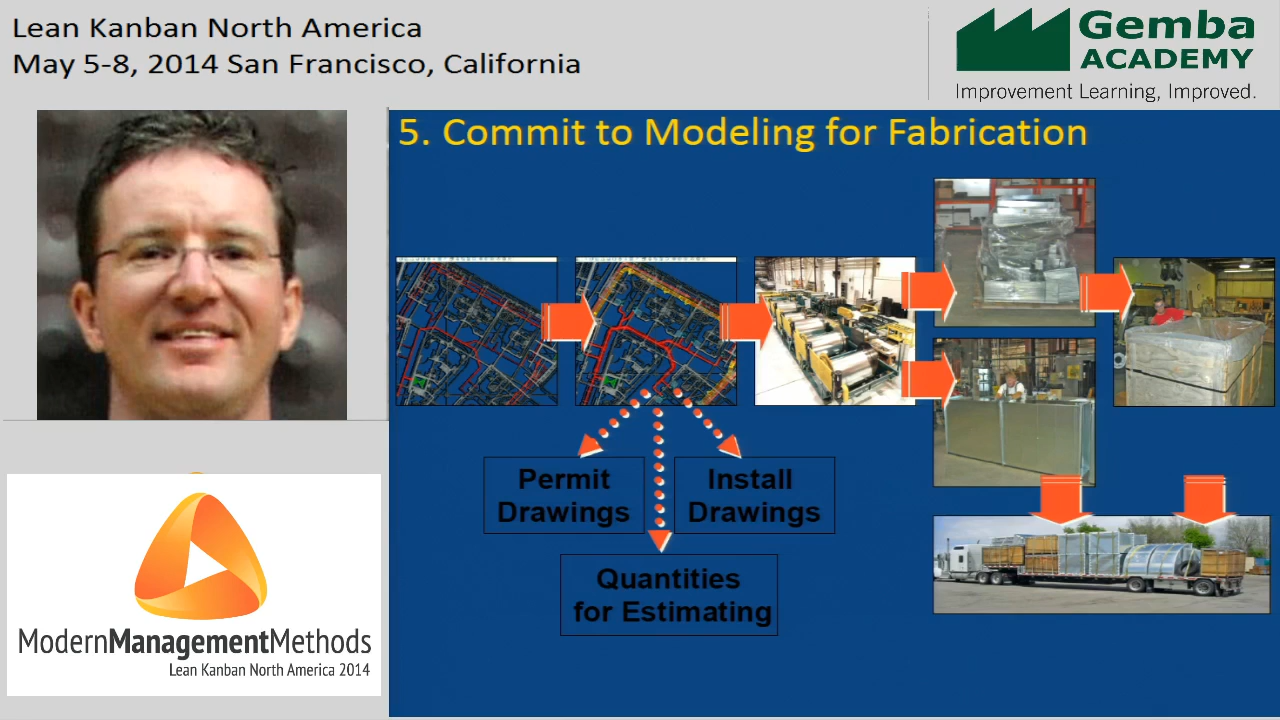 Lean Kanban North America
May 5-8, 2014 San Francisco, California
Gemba
ACADEMY
Improvement Learning, Improved.
5. Commit to Modeling for Fabrication
Permit
Drawings
Install
Drawings
Quantities
for Estimating
ModernManagementMethods
Lean Kanban North America 2014